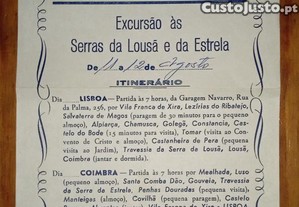 CustoJusto.pt
Excursão às
Serras da Lousã e da Estrela
De 11 a 12 de Agosto
ITINERÁRIO
Dia LISBOA—Partida às 7 horas, da Garagem Navarro, Rua
da Palma, 256, por Vila Franca de Xira, Lezírias do Ribatejo,
Salvaterra de Magos (paragem de 30 minutos para o pequeno
almoço), Alpiarça, Chamusca, Golegã, Constancia, Cas-
telo do Bode (15 minutos para visita), Tomar (visita ao Con-
vento de Cristo e almoço), Castanheira de Pera (pequena
visita ao Jardim), Travessia da Serra da Lousã, Lousã,
Coimbra (jantar e dormida).
Dia COIMBRA — Partida às 7 horas por Mealhada, Luso
(pequeno almoço), Santa Comba Dão, Gouveia, Travessia
da Serra da Estrela, Penhas Douradas (pequena visita)
Manteigas (almoço), Covilhã (pequena paragem), Castelo